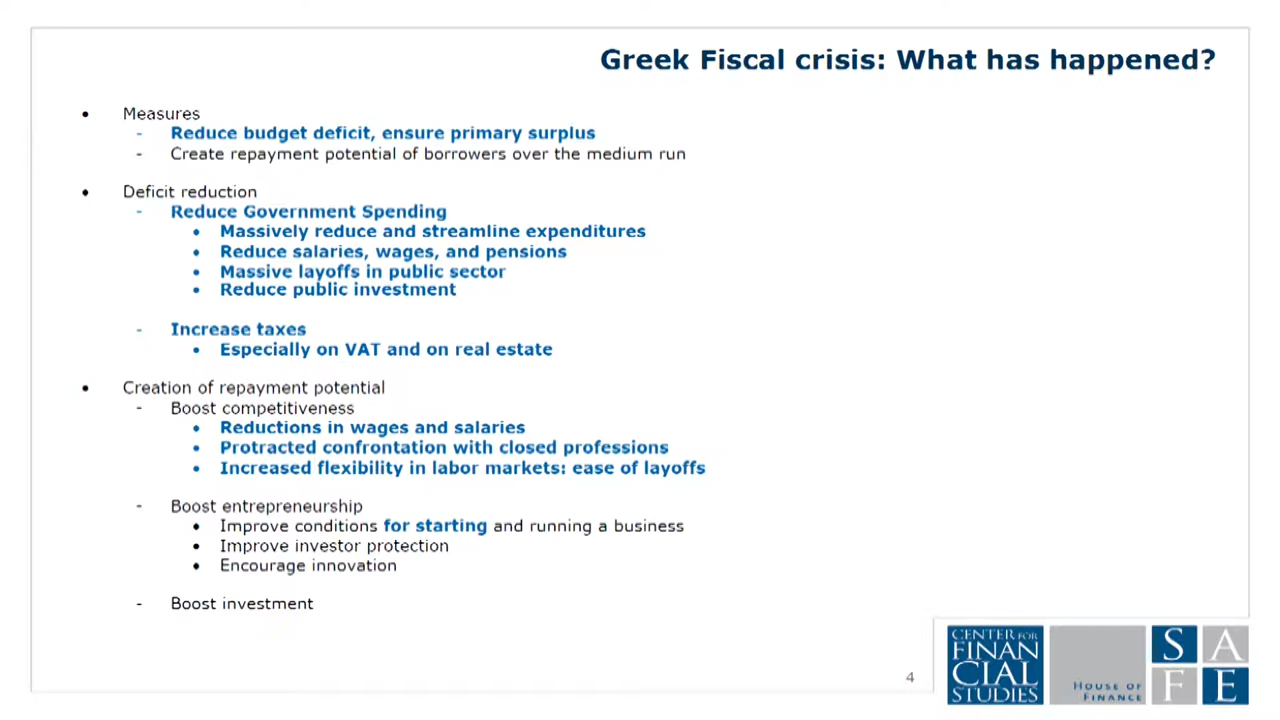 Greek Fiscal crisis: What has happened?
• Measures
- Reduce budget deficit, ensure primary surplus
- Create repayment potential of borrowers over the medium run
• Deficit reduction
- Reduce Government Spending
• Massively reduce and streamline expenditures
• Reduce salaries, wages, and pensions
• Massive layoffs in public sector
• Reduce public investment
- Increase taxes
• Especially on VAT and on real estate
• Creation of repayment potential
- Boost competitiveness
• Reductions in wages and salaries
• Protracted confrontation with closed professions
• Increased flexibility in labor markets: ease of layoffs
- Boost entrepreneurship
• Improve conditions for starting and running a business
• Improve investor protection
• Encourage innovation
- Boost investment
4
CENTER FOR
FINAN
CIAL
STUDIES
HOUSE OF
FINANCE
S A
F E